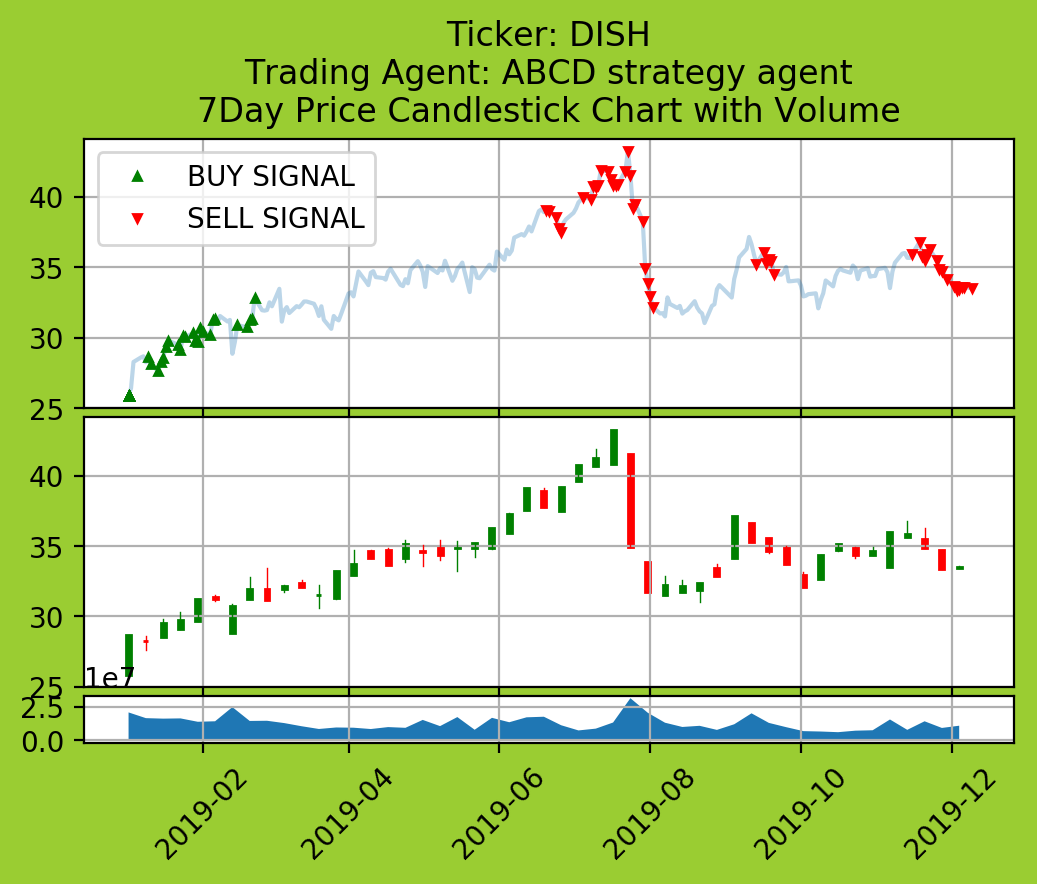 Ticker: DISH
Trading Agent: ABCD strategy agent
7Day Price Candlestick Chart with Volume
BUY SIGNAL
SELL SIGNAL
40
35
30
25
40
35
30
25
1e7
2.5
0.0
2019-02
2019-04
2019-06
2019-08
2019-10
2019-12